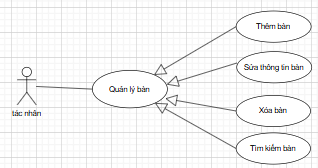 Thêm bàn
Sửa thông tin bàn
Quản lý bàn
tác nhân
Xóa bàn
Tìm kiếm bàn